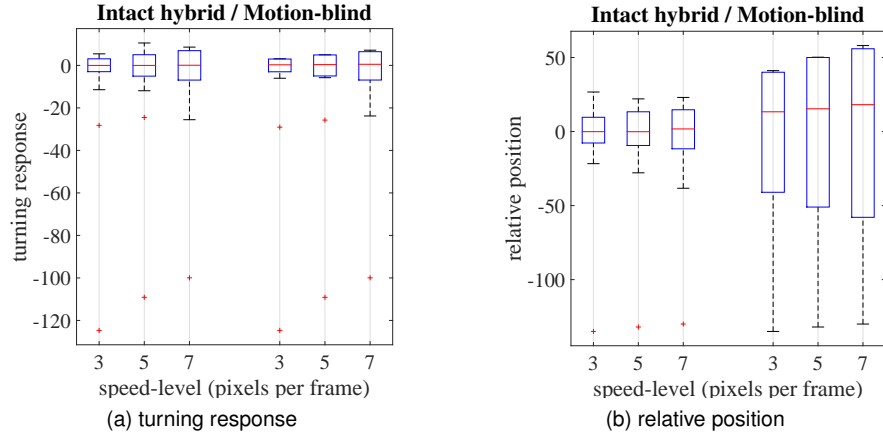 Intact hybrid / Motion-blind
turning response
0
-20
-40
-60
-80
-100
-120
3 5 7 3 5 7
speed-level (pixels per frame)
(a) turning response
Intact hybrid / Motion-blind
relative position
50
0
-50
-100
3 5 7 3 5 7
speed-level (pixels per frame)
(b) relative position